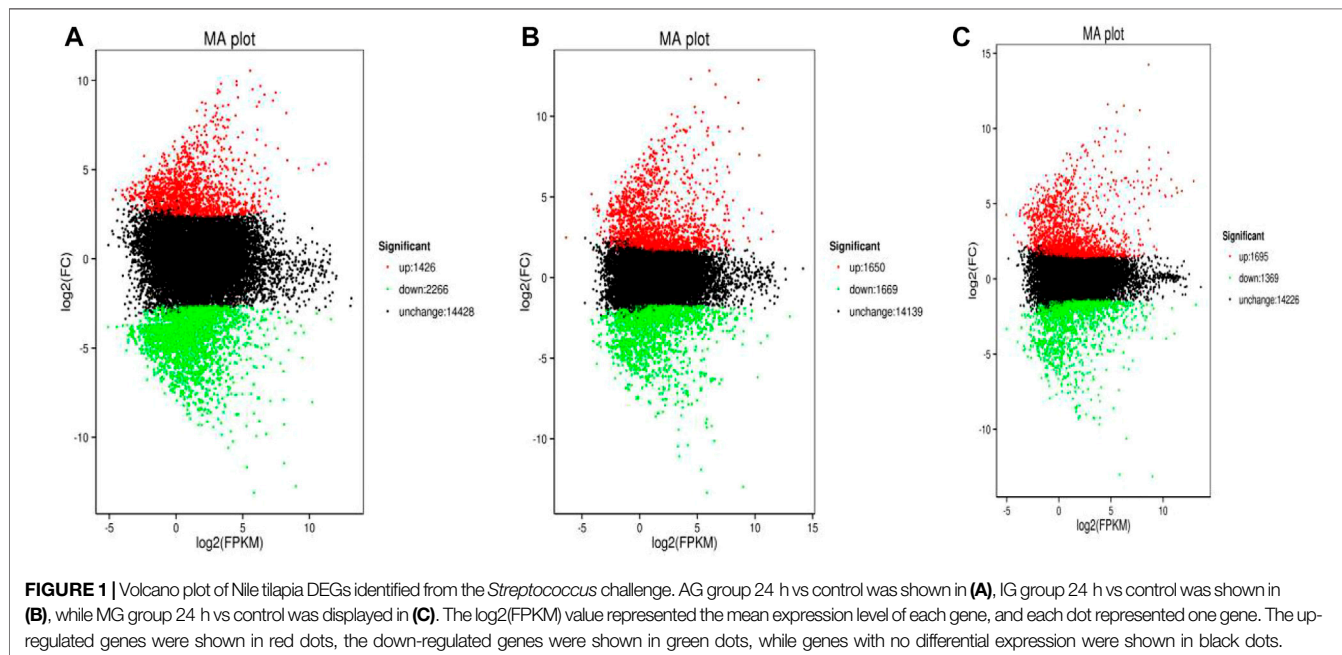 A
MA plot
10
5
0
-5
-10
log2(FC)
-5 0 5 10
log2(FPKM)
Significant
up:1426
down:2266
unchange:14428
B
MA plot
10
5
0
-5
-10
log2(FC)
-5 0 5 10 15
log2(FPKM)
Significant
up:1650
down:1669
unchange:14139
C
MA plot
15
10
5
0
-5
-10
log2(FC)
-5 0 5 10
log2(FPKM)
Significant
up:1695
down:1369
unchange:14226
FIGURE 1 | Volcano plot of Nile tilapia DEGs identified from the Streptococcus challenge. AG group 24 h vs control was shown in (A), IG group 24 h vs control was shown in
(B), while MG group 24 h vs control was displayed in (C). The log2(FPKM) value represented the mean expression level of each gene, and each dot represented one gene. The up-
regulated genes were shown in red dots, the down-regulated genes were shown in green dots, while genes with no differential expression were shown in black dots.